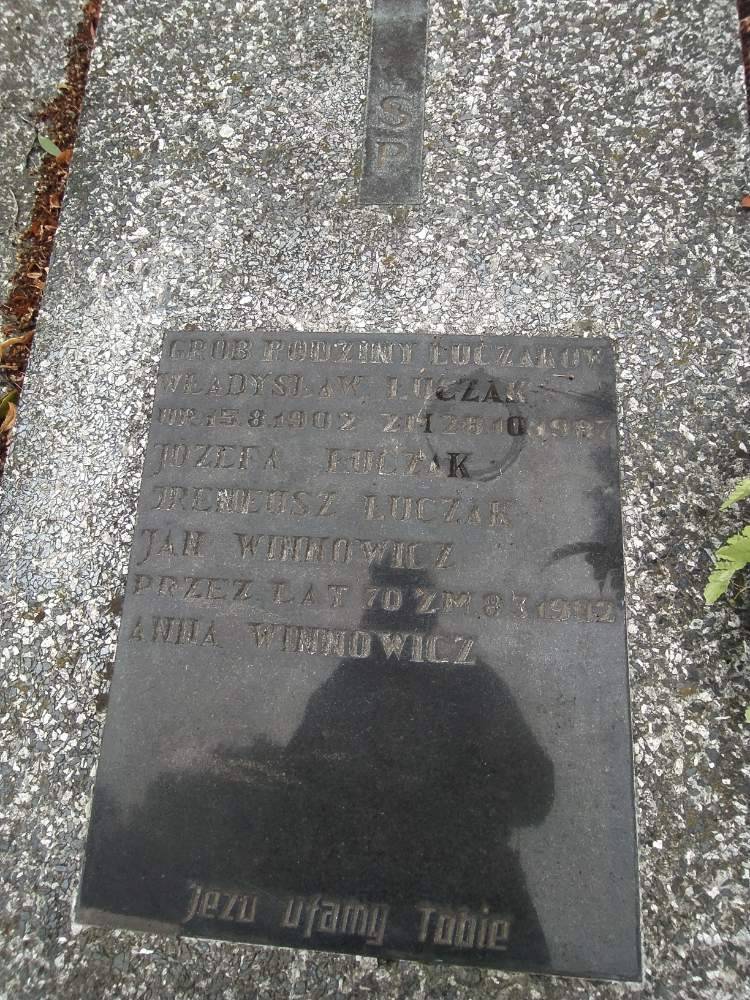 S
P
GRÓB RODZINY ŁUCZAKÓW
WŁADYSŁAW ŁUCZAK
UR. 15.8.1902 ZM 28.10.1987
JÓZEFA ŁUCZAK
IRENEUSZ ŁUCZAK
JAN WINNOWICZ
PRZEŻ. LAT 70 ZM. 8.3.1902
ANNA WINNOWICZ
Jezu ufamy Tobie